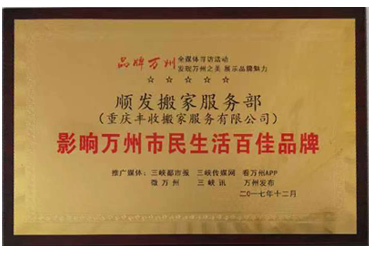 品牌万州 全媒体寻访活动
发现万州之美 展示品牌魅力
☆ ☆ ☆ ☆ ☆
顺发搬家服务部
(重庆丰收搬家服务有限公司)
影响万州市民生活百佳品牌
推广媒体：三峡都市报 三峡传媒网 看万州APP
微万州 三峡讯 万州发布
二〇一七年十二月